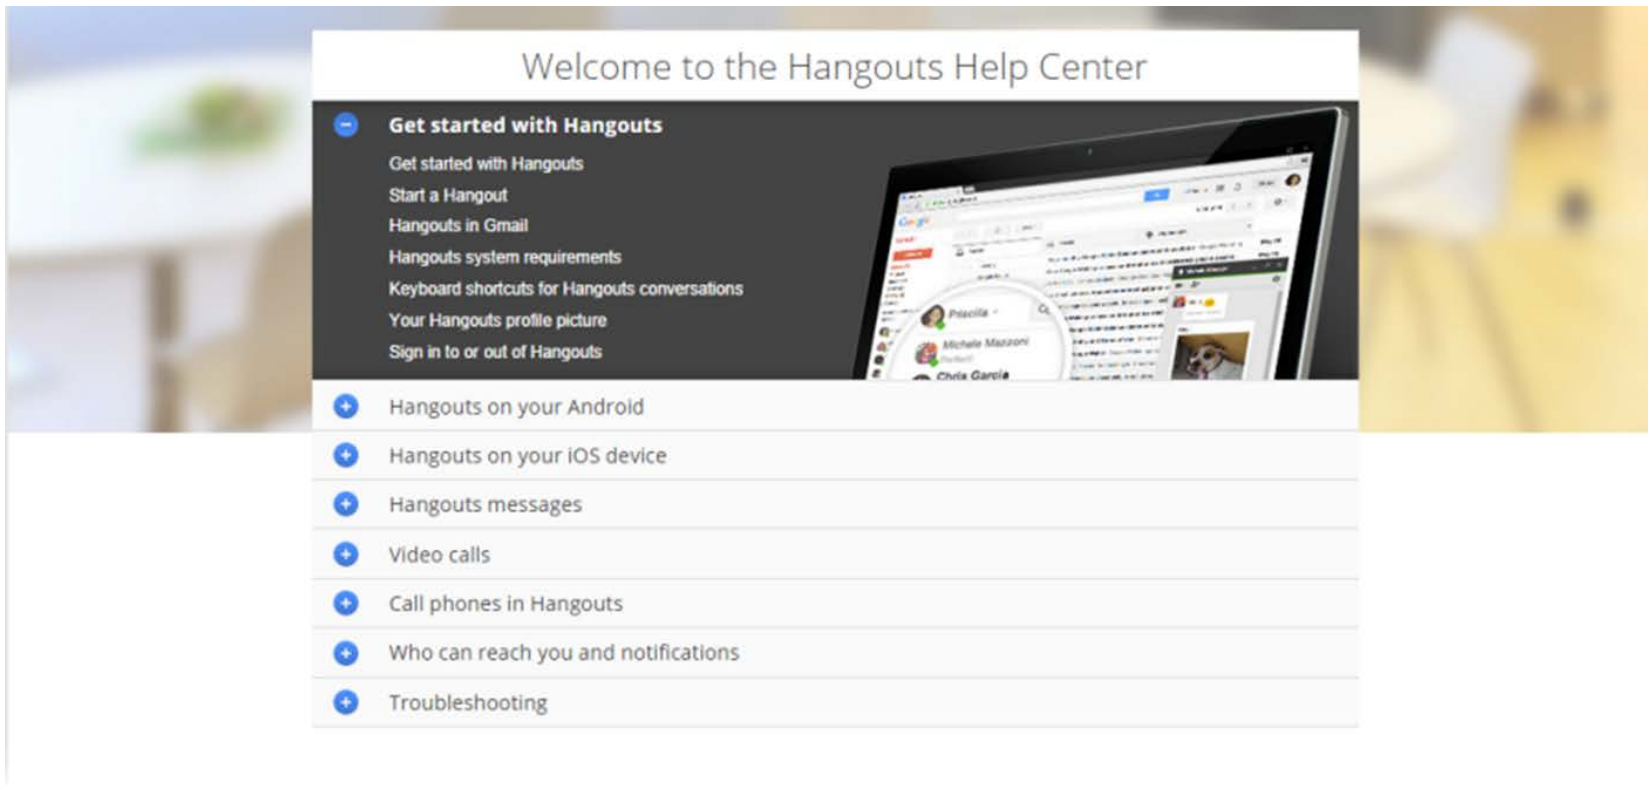 Welcome to the Hangouts Help Center
Get started with Hangouts
Get started with Hangouts
Start a Hangout
Hangouts in Gmail
Hangouts system requirements
Keyboard shortcuts for Hangouts conversations
Your Hangouts profile picture
Sign in to or out of Hangouts
Google
Priscilla
Michele Mazzoni
Chris Garcia
Hangouts on your Android
Hangouts on your iOS device
Hangouts messages
Video calls
Call phones in Hangouts
Who can reach you and notifications
Troubleshooting